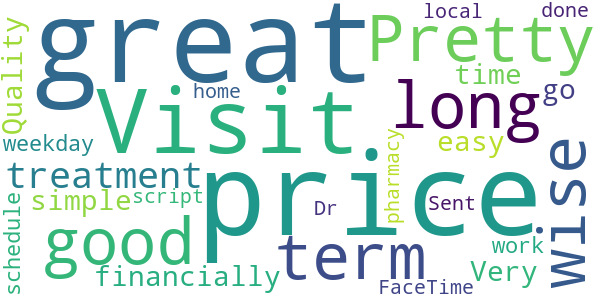 local
done
great
Pretty
Quality
time
home
Visit
long
go
weekday
easy
treatment
price
pharmacy
Wise
simple
script
Dr
Sent
schedule
good
term
work
financially
Very
FaceTime